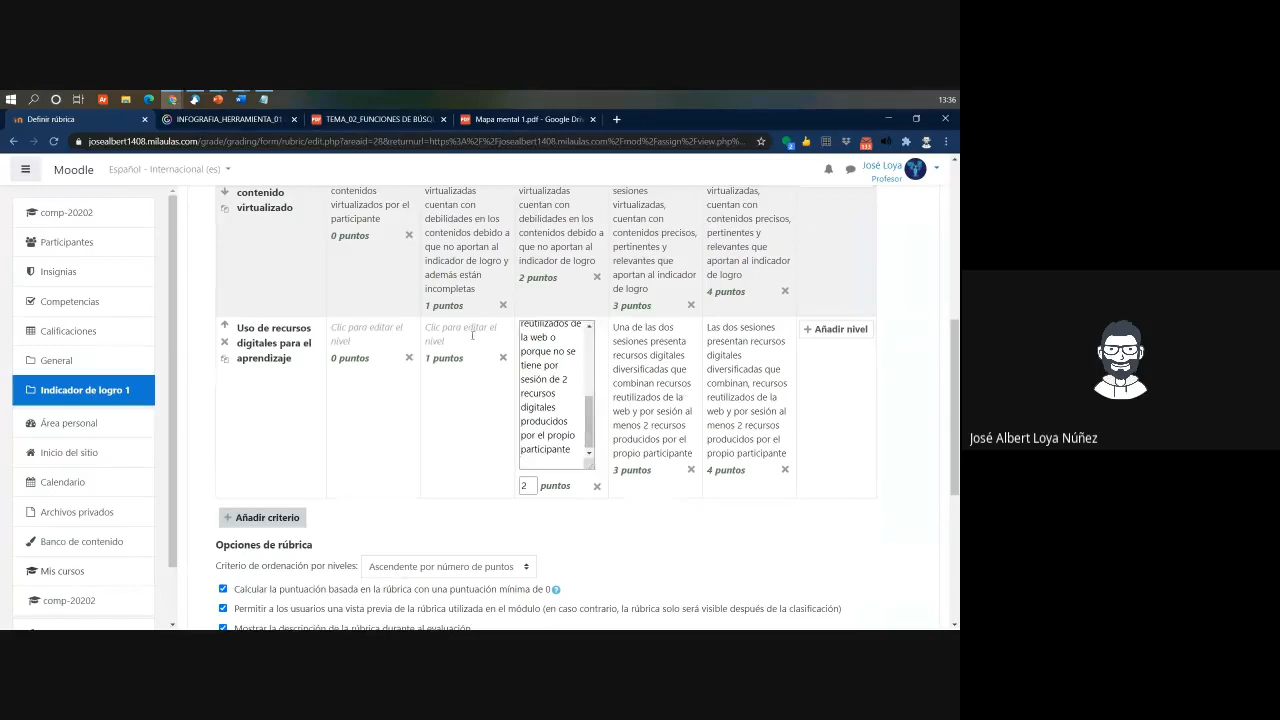 13:36
Definir rúbrica
INFOGRAFIA_HERRAMIENTA_01
TEMA_02_FUNCIONES DE BÚSQ
Mapa mental 1.pdf - Google Dri
josealbert1408.milaulas.com/grade/grading/form/rubric/edit.php?areaid=28&returnurl=https%3A%2F%2Fjosealbert1408.milaulas.com%2Fmod%2Fassign%2Fview.php%...
Moodle
Español - Internacional (es)
José Loya
Profesor
comp-20202
Participantes
Insignias
Competencias
Calificaciones
General
Indicador de logro 1
Área personal
Inicio del sitio
Calendario
Archivos privados
Banco de contenido
Mis cursos
comp-20202
contenido
virtualizado
contenidos
virtualizados por el
participante
0 puntos
virtualizadas
cuentan con
debilidades en los
contenidos debido a
que no aportan al
indicador de logro y
además están
incompletas
1 puntos
virtualizadas
cuentan con
debilidades en los
contenidos debido a
que no aportan al
indicador de logro
2 puntos
sesiones
virtualizadas,
cuentan con
contenidos precisos,
pertinentes y
relevantes que
aportan al indicador
de logro
3 puntos
virtualizadas,
cuentan con
contenidos precisos,
pertinentes y
relevantes que
aportan al indicador
de logro
4 puntos
Uso de recursos
digitales para el
aprendizaje
Clic para editar el
nivel
0 puntos
Clic para editar el
nivel
1 puntos
reutilizados de
la web o
porque no se
tiene por
sesión de 2
recursos
digitales
producidos
por el propio
participante
2 puntos
Una de las dos
sesiones presenta
recursos digitales
diversificadas que
combinan recursos
reutilizados de la
web y por sesión al
menos 2 recursos
producidos por el
propio participante
3 puntos
Las dos sesiones
presentan recursos
digitales
diversificadas que
combinan, recursos
reutilizados de la
web y por sesión al
menos 2 recursos
producidos por el
propio participante
4 puntos
+ Añadir nivel
+ Añadir criterio
Opciones de rúbrica
Criterio de ordenación por niveles:
Ascendente por número de puntos
Calcular la puntuación basada en la rúbrica con una puntuación mínima de 0
Permitir a los usuarios una vista previa de la rúbrica utilizada en el módulo (en caso contrario, la rúbrica solo será visible después de la clasificación)
Mostrar la descripción de la rúbrica durante al evaluación
José Albert Loya Núñez